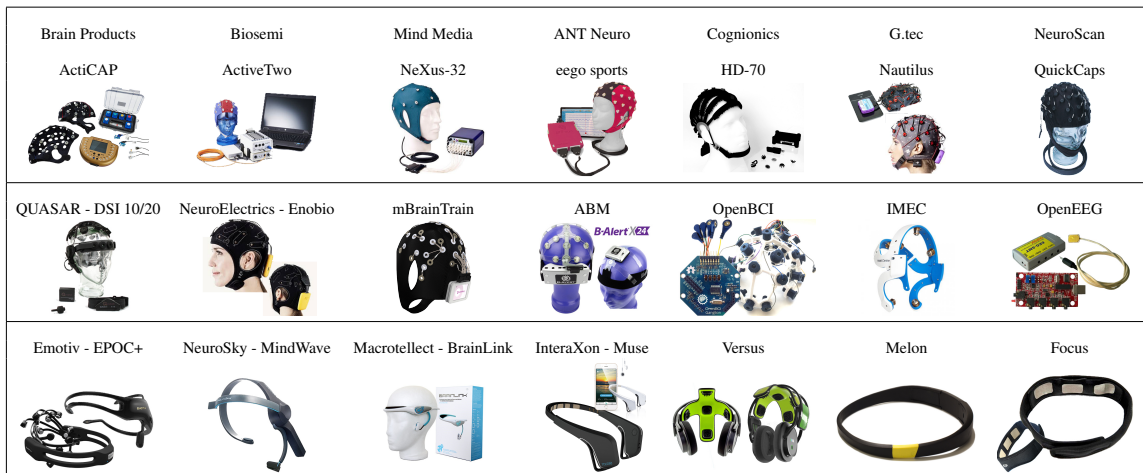 Brain Products Biosemi Mind Media ANT Neuro Cognionics G.tec NeuroScan
ActiCAP ActiveTwo NeXus-32 eego sports HD-70 Nautilus QuickCaps
QUASAR - DSI 10/20 NeuroElectrics - Enobio mBrainTrain ABM OpenBCI IMEC OpenEEG
B-Alert X24
Emotiv - EPOC+ NeuroSky - MindWave Macrotellect - BrainLink InteraXon - Muse Versus Melon Focus
BRAINLINK